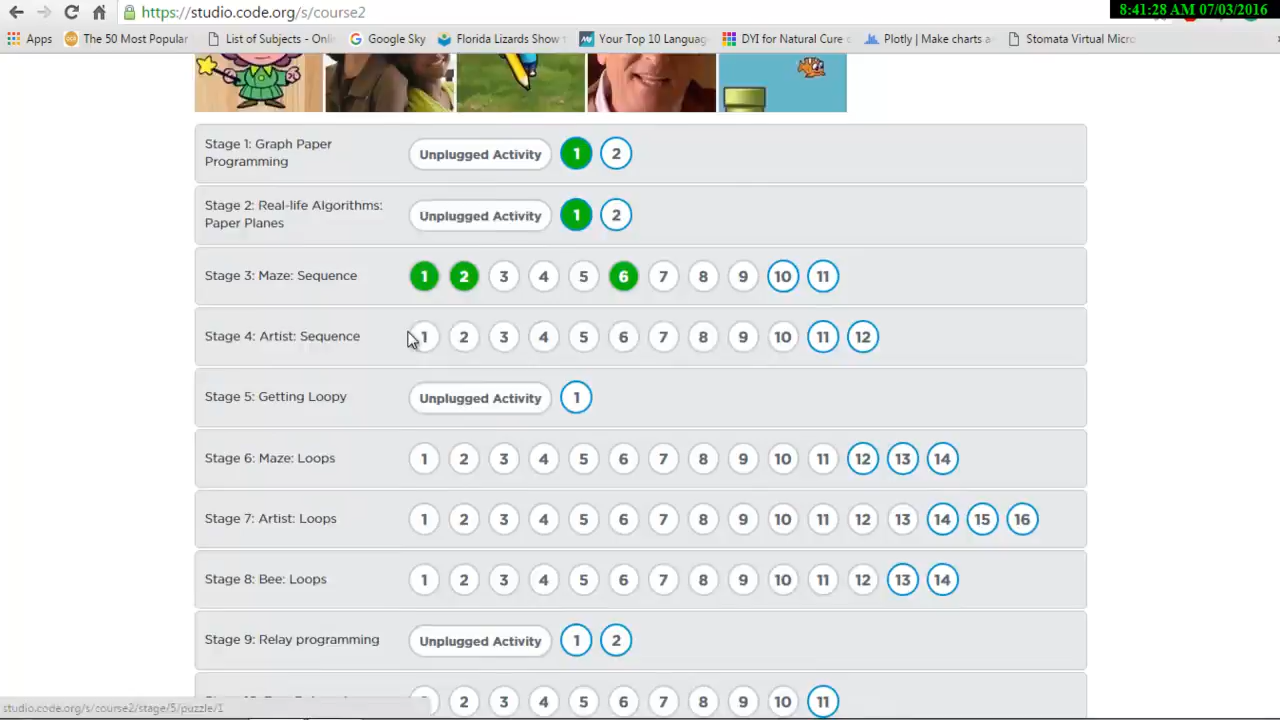 8:41:28 AM 07/03/2016
https://studio.code.org/s/course2
Apps The 50 Most Popular List of Subjects - Onli Google Sky Florida Lizards Show t Your Top 10 Languag DYI for Natural Cure o Plotly | Make charts a Stomata Virtual Micro
Stage 1: Graph Paper
Programming
Unplugged Activity 1 2
Stage 2: Real-life Algorithms:
Paper Planes
Unplugged Activity 1 2
Stage 3: Maze: Sequence 1 2 3 4 5 6 7 8 9 10 11
Stage 4: Artist: Sequence 1 2 3 4 5 6 7 8 9 10 11 12
Stage 5: Getting Loopy Unplugged Activity 1
Stage 6: Maze: Loops 1 2 3 4 5 6 7 8 9 10 11 12 13 14
Stage 7: Artist: Loops 1 2 3 4 5 6 7 8 9 10 11 12 13 14 15 16
Stage 8: Bee: Loops 1 2 3 4 5 6 7 8 9 10 11 12 13 14
Stage 9: Relay programming Unplugged Activity 1 2
2 3 4 5 6 7 8 9 10 11
studio.code.org/s/course2/stage/5/puzzle/1